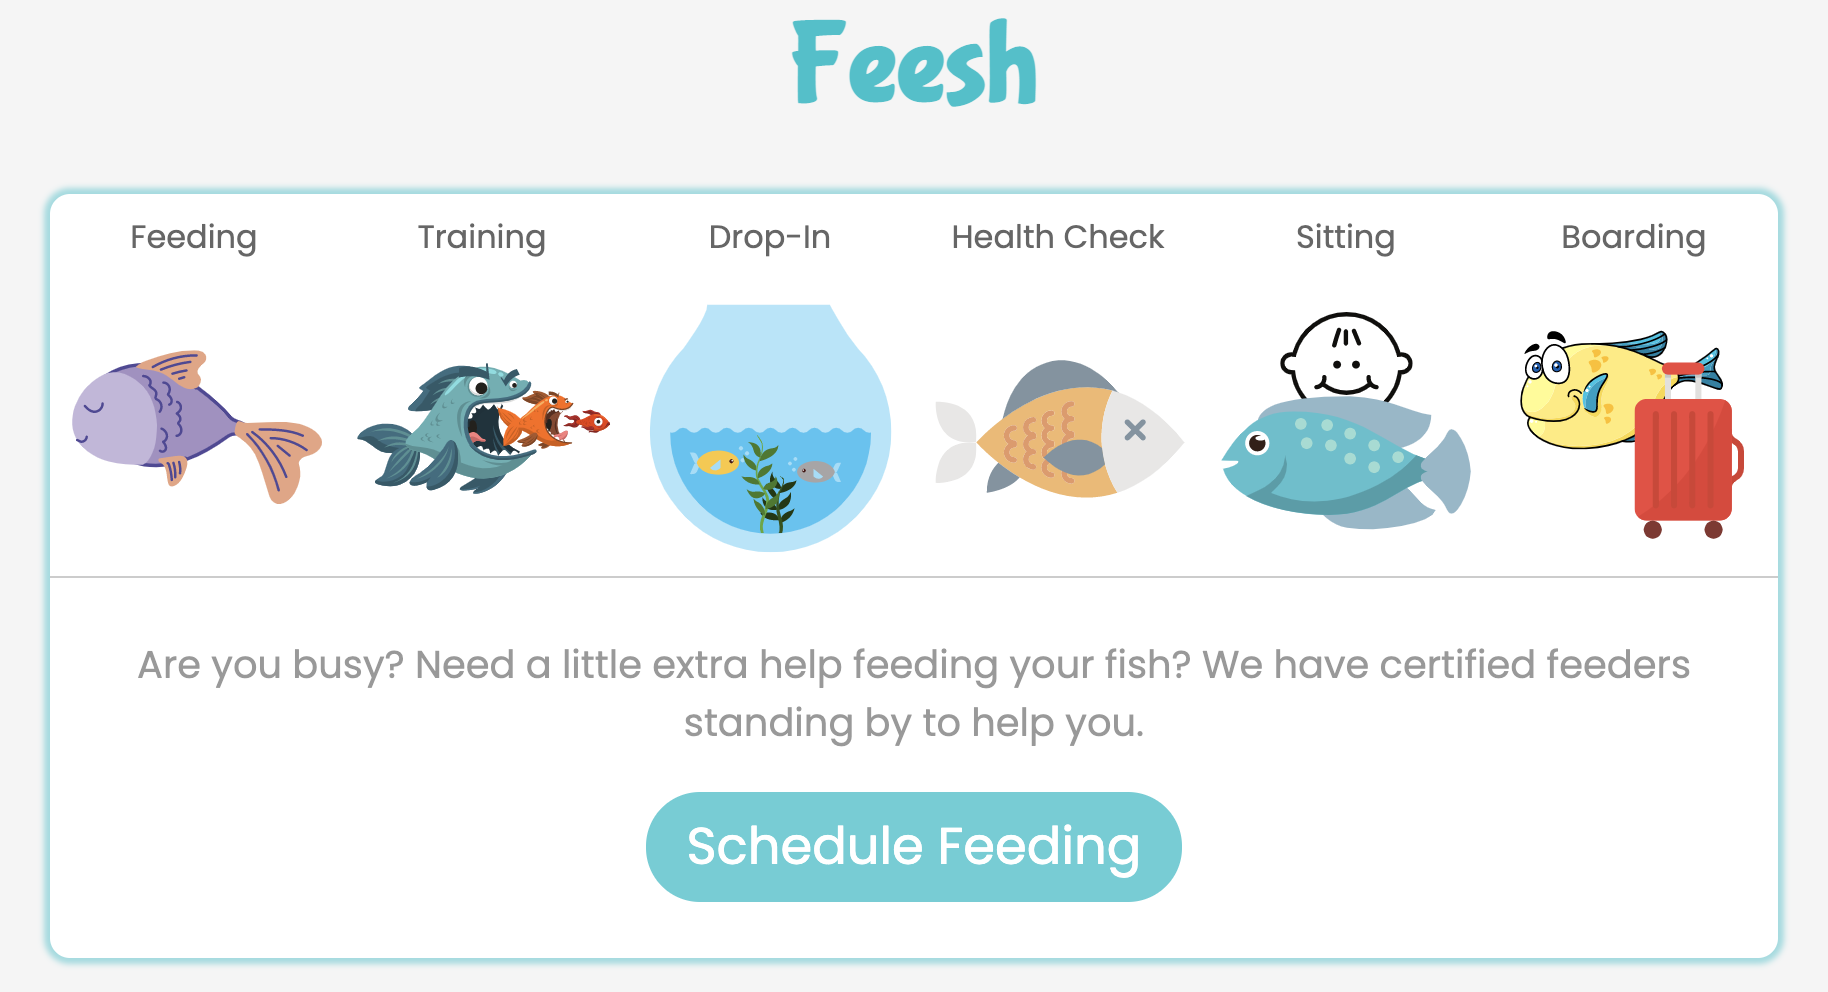 Feesh
Feeding
Training
Drop-In
Health Check
Sitting
Boarding
Are you busy? Need a little extra help feeding your fish? We have certified feeders
standing by to help you.
Schedule Feeding